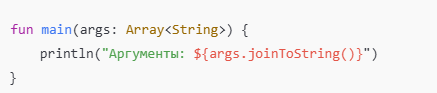 fun main(args: Array<String>) {
    println("Аргументы: ${args.joinToString()}")
}